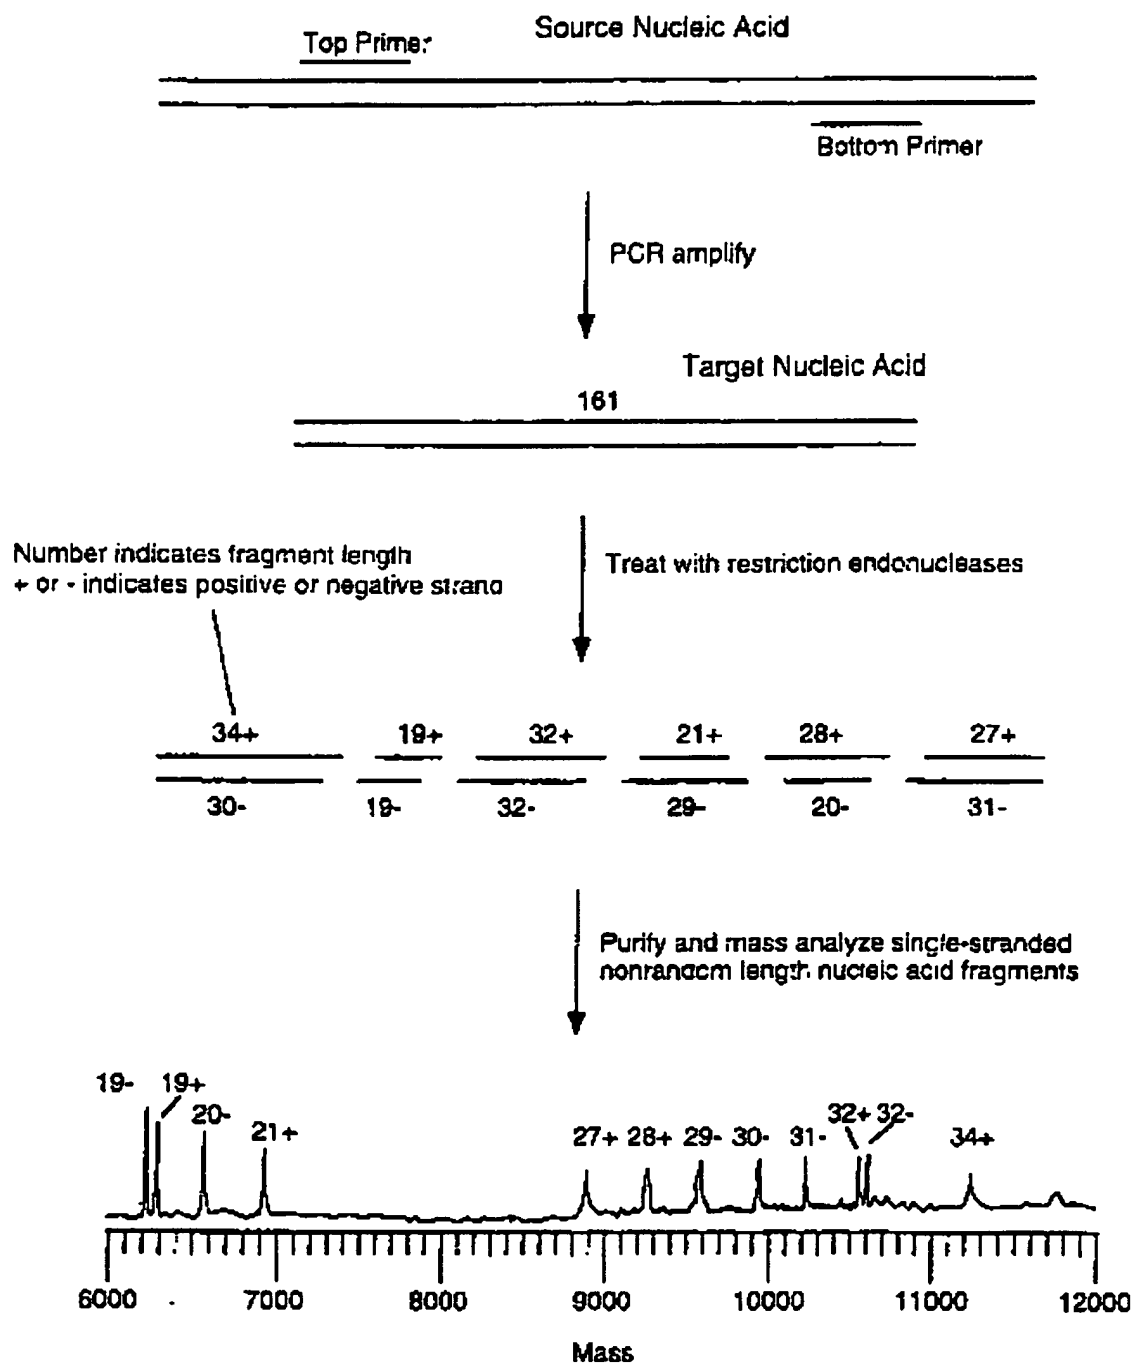 Source Nucleic Acid
Top Primer
Bottom Primer
PCR amplify
Target Nucleic Acid
161
Number indicates fragment length
+ or - indicates positive or negative strand
Treat with restriction endonucleases
34+ 19+ 32+ 21+ 28+ 27+
30- 19- 32- 29- 20- 31-
Purify and mass analyze single-stranded
nonrandom length nucleic acid fragments
19- 19+ 20- 21+ 27+ 28+ 29- 30- 31- 32+ 32- 34+
6000 7000 8000 9000 10000 11000 12000
Mass